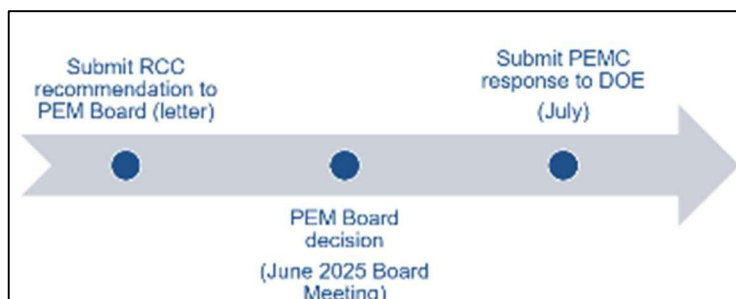 Submit RCC
recommendation to
PEM Board (letter)
Submit PEMC
response to DOE
(July)
PEM Board
decision
(June 2025 Board
Meeting)